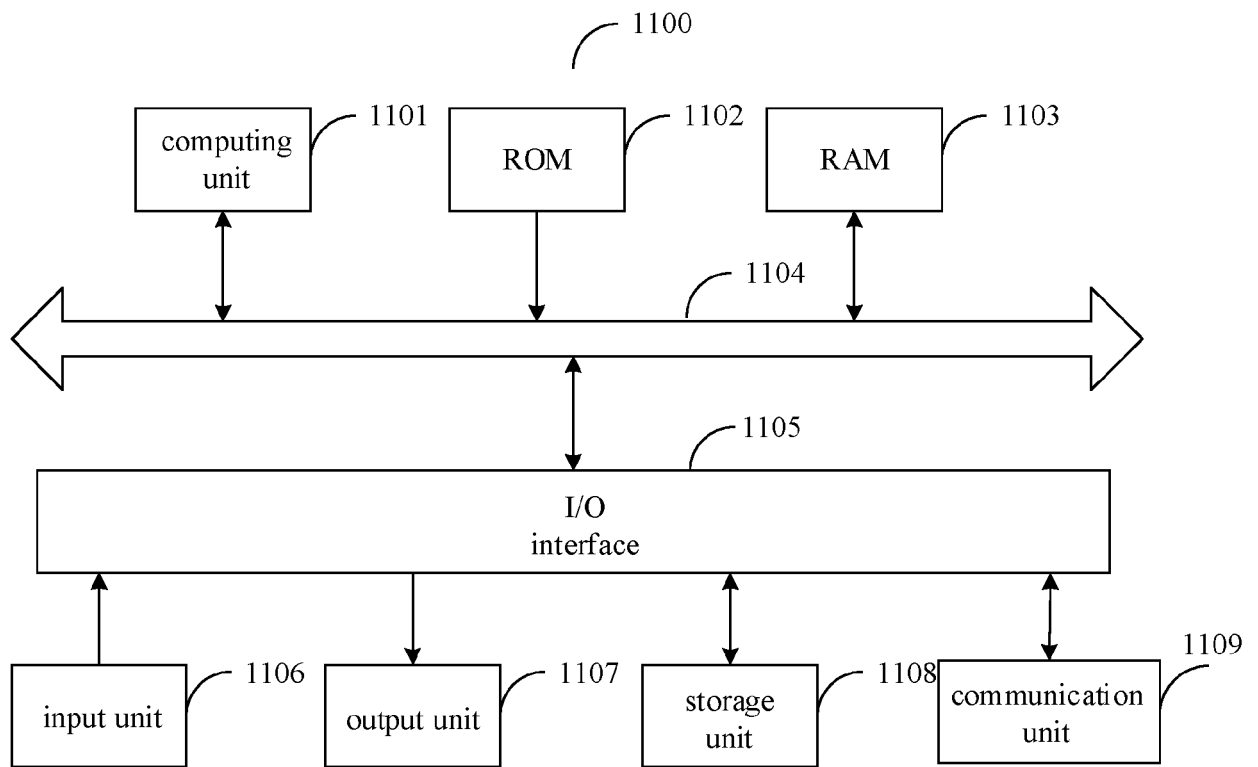 1100
1101
1102
1103
computing
unit
ROM
RAM
1104
1105
I/O
interface
1106
1107
1108
1109
input unit
output unit
storage
unit
communication
unit